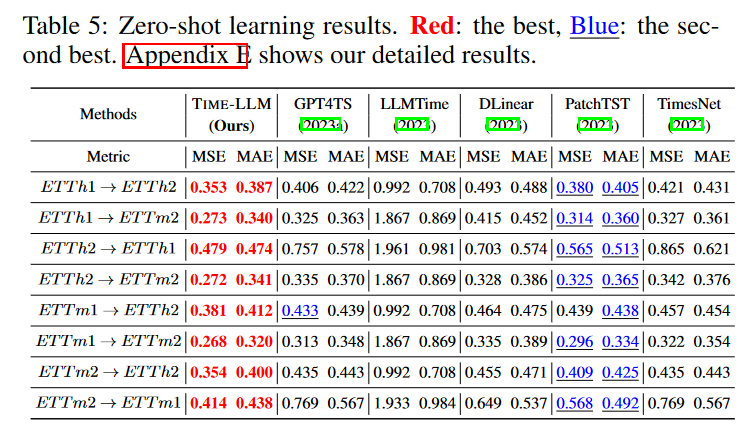 Table 5: Zero-shot learning results. Red: the best, Blue: the sec-
ond best. Appendix E shows our detailed results.
Methods TIME-LLM GPT4TS LLMTime DLinear PatchTST TimesNet
(Ours) (2023a) (2023) (2023) (2023) (2023)
Metric MSE MAE MSE MAE MSE MAE MSE MAE MSE MAE MSE MAE
ETTh1 → ETTh2 0.353 0.387 0.406 0.422 0.992 0.708 0.493 0.488 0.380 0.405 0.421 0.431
ETTh1 → ETTm2 0.273 0.340 0.325 0.363 1.867 0.869 0.415 0.452 0.314 0.360 0.327 0.361
ETTh2 → ETTh1 0.479 0.474 0.757 0.578 1.961 0.981 0.703 0.574 0.565 0.513 0.865 0.621
ETTh2 → ETTm2 0.272 0.341 0.335 0.370 1.867 0.869 0.328 0.386 0.325 0.365 0.342 0.376
ETTm1 → ETTh2 0.381 0.412 0.433 0.439 0.992 0.708 0.464 0.475 0.439 0.438 0.457 0.454
ETTm1 → ETTm2 0.268 0.320 0.313 0.348 1.867 0.869 0.335 0.389 0.296 0.334 0.322 0.354
ETTm2 → ETTh2 0.354 0.400 0.435 0.443 0.992 0.708 0.455 0.471 0.409 0.425 0.435 0.443
ETTm2 → ETTm1 0.414 0.438 0.769 0.567 1.933 0.984 0.649 0.537 0.568 0.492 0.769 0.567